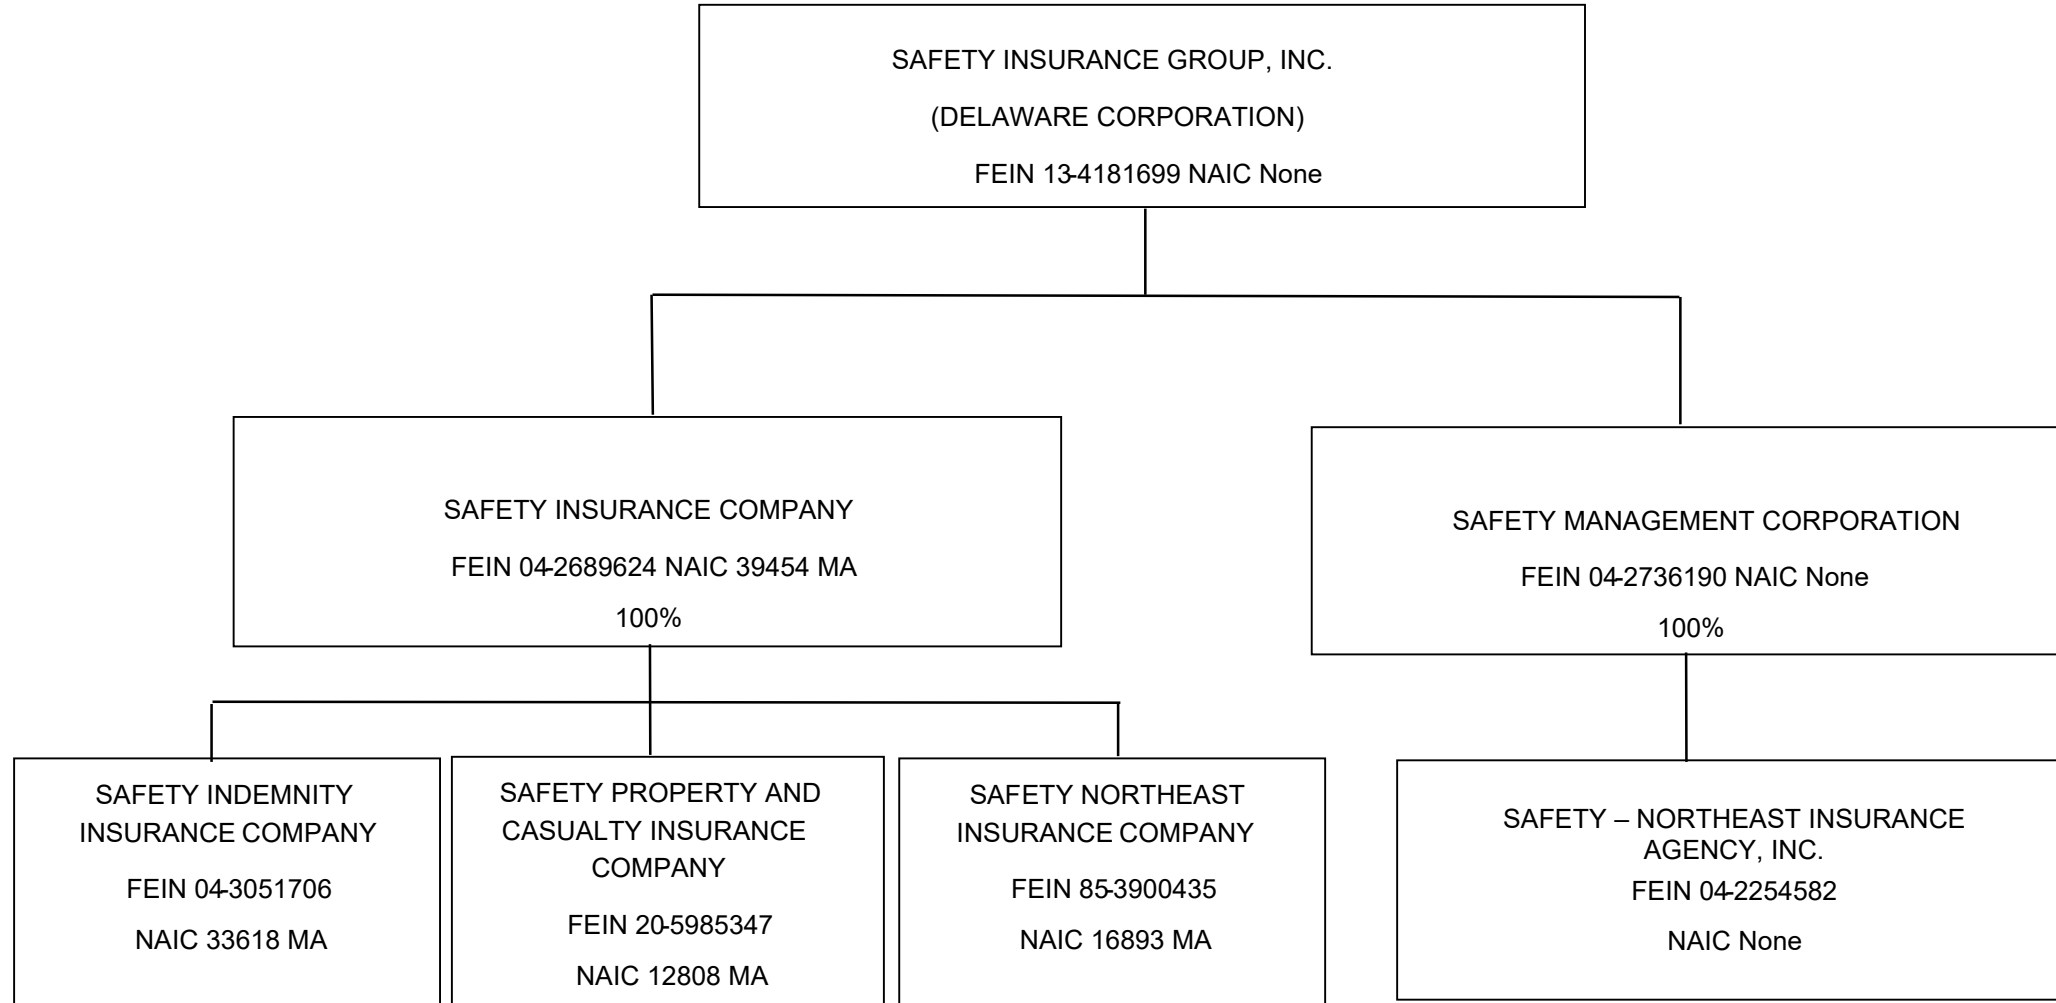 SAFETY INSURANCE GROUP, INC.
(DELAWARE CORPORATION)
FEIN 13-4181699 NAIC None
SAFETY INSURANCE COMPANY
FEIN 04-2689624 NAIC 39454 MA
100%
SAFETY MANAGEMENT CORPORATION
FEIN 04-2736190 NAIC None
100%
SAFETY INDEMNITY
INSURANCE COMPANY
FEIN 04-3051706
NAIC 33618 MA
SAFETY PROPERTY AND
CASUALTY INSURANCE
COMPANY
FEIN 20-5985347
NAIC 12808 MA
SAFETY NORTHEAST
INSURANCE COMPANY
FEIN 85-3900435
NAIC 16893 MA
SAFETY – NORTHEAST INSURANCE
AGENCY, INC.
FEIN 04-2254582
NAIC None